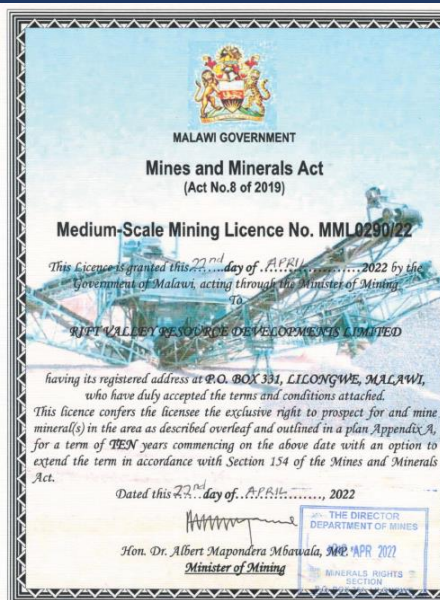 MALAWI GOVERNMENT
Mines and Minerals Act
(Act No.8 of 2019)
Medium-Scale Mining Licence No. MML0290/22
This Licence is granted this 22nd day of APRIL 2022 by the
Government of Malawi, acting through the Minister of Mining
To
RIFT VALLEY RESOURCE DEVELOPMENTS LIMITED
having its registered address at P.O. BOX 331, LILONGWE, MALAWI,
who have duly accepted the terms and conditions attached.
This licence confers the licensee the exclusive right to prospect for and mine
mineral(s) in the area as described overleaf and outlined in a plan Appendix A,
for a term of TEN years commencing on the above date with an option to
extend the term in accordance with Section 154 of the Mines and Minerals
Act.
Dated this 22nd day of APRIL, 2022
Hon. Dr. Albert Mapondera Mbawala, MP.
Minister of Mining
THE DIRECTOR
DEPARTMENT OF MINES
APR 2022
MINERALS RIGHTS
SECTION